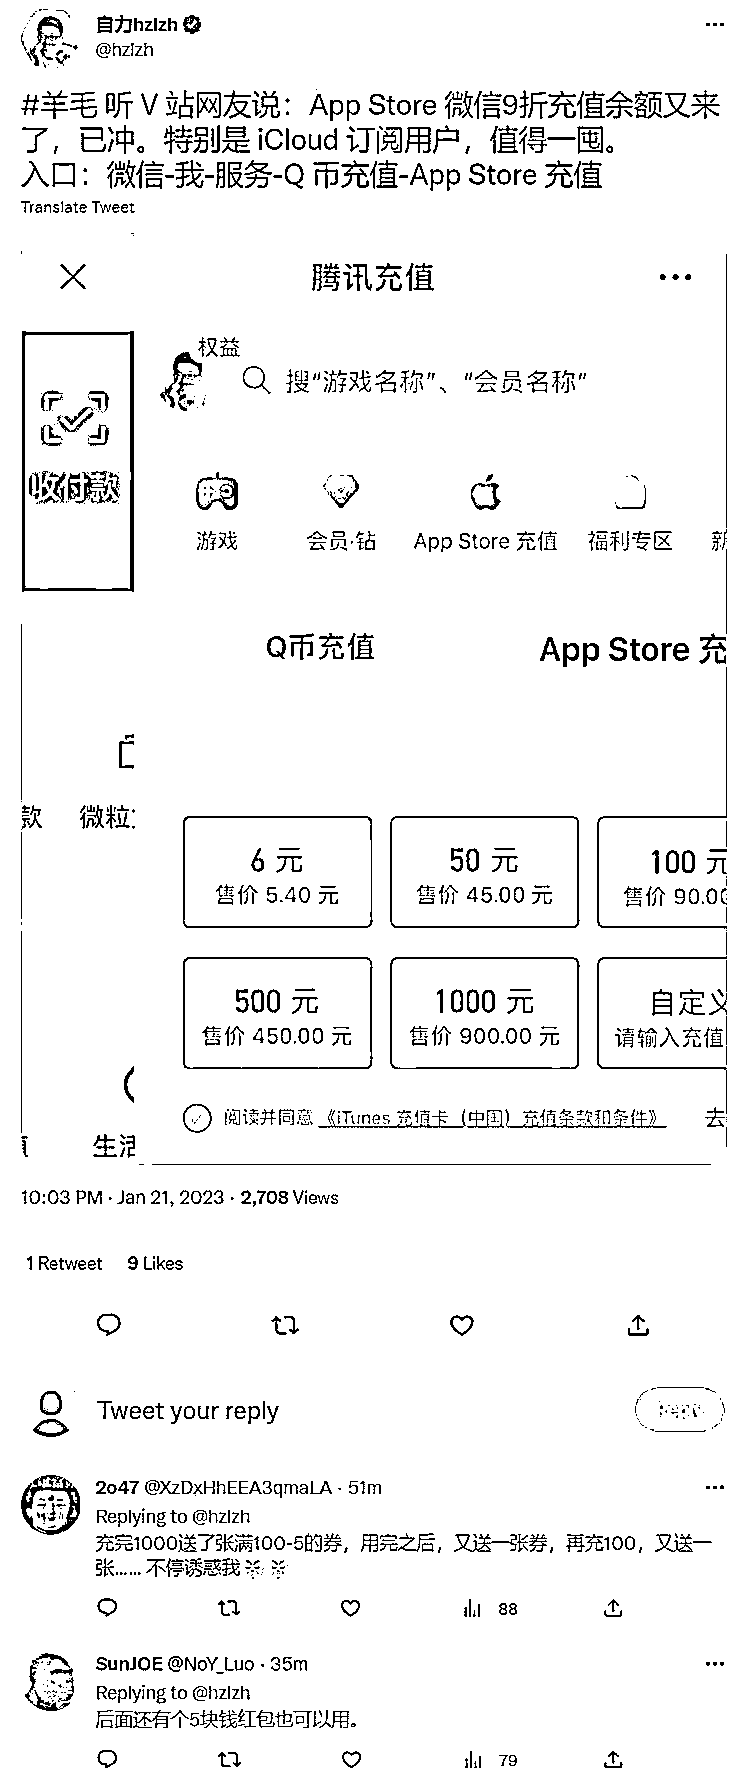 自力hzlzh
@hzlzh
#羊毛 听 V 站网友说：App Store 微信9折充值余额又来
了，已冲。特别是 iCloud 订阅用户，值得一囤。
入口：微信-我-服务-Q 币充值-App Store 充值
Translate Tweet
腾讯充值
权益
搜“游戏名称”、“会员名称”
收付款
游戏
会员·钻
App Store 充值
福利专区
新
Q币充值
App Store 充
款
微粒
6 元
售价 5.40 元
50 元
售价 45.00 元
100 元
售价 90.00
500 元
售价 450.00 元
1000 元
售价 900.00 元
自定义
请输入充值
阅读并同意《iTunes 充值卡（中国）充值条款和条件》
去
生活
10:03 PM · Jan 21, 2023 · 2,708 Views
1 Retweet 9 Likes
Tweet your reply
2o47 @XzDxHhEEA3qmaLA · 51m
Replying to @hzlzh
充完1000送了张满100-5的券，用完之后，又送一张券，再充100，又送一
张...... 不停诱惑我
88
SunJOE @NoY_Luo · 35m
Replying to @hzlzh
后面还有个5块钱红包也可以用。
79